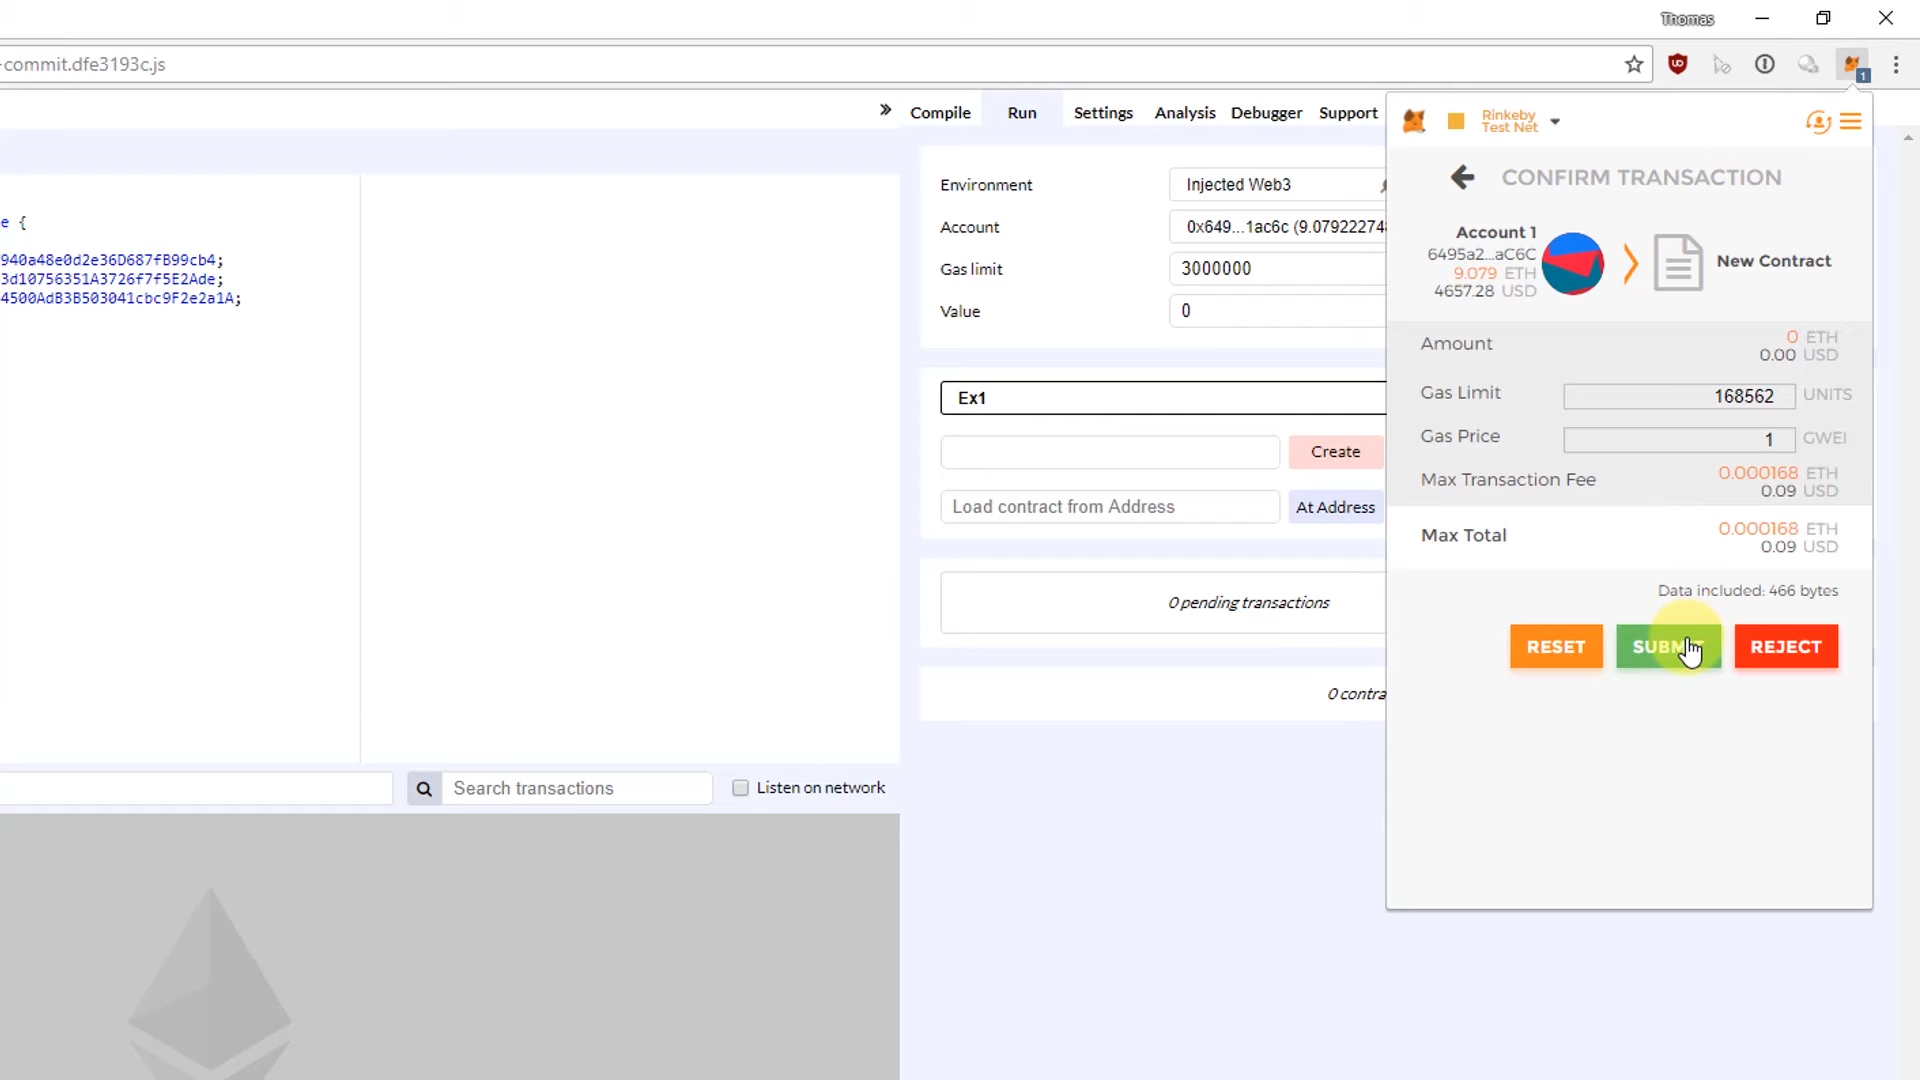 Thomas
-commit.dfe3193c.js
1
» Compile Run Settings Analysis Debugger Support
e {
940a48e0d2e36D687fB99cb4;
3d10756351A3726f7f5E2Ade;
4500AdB3B503041cbc9F2e2a1A;
Environment Injected Web3
Account 0x649...1ac6c (9.079222748
Gas limit 3000000
Value 0
Ex1
Create
Load contract from Address At Address
0 pending transactions
0 contra
Search transactions Listen on network
Rinkeby
Test Net
CONFIRM TRANSACTION
Account 1
6495a2...aC6C
9.079 ETH
4657.28 USD
New Contract
Amount 0 ETH
0.00 USD
Gas Limit 168562 UNITS
Gas Price 1 GWEI
Max Transaction Fee 0.000168 ETH
0.09 USD
Max Total 0.000168 ETH
0.09 USD
Data included: 466 bytes
RESET SUBMIT REJECT